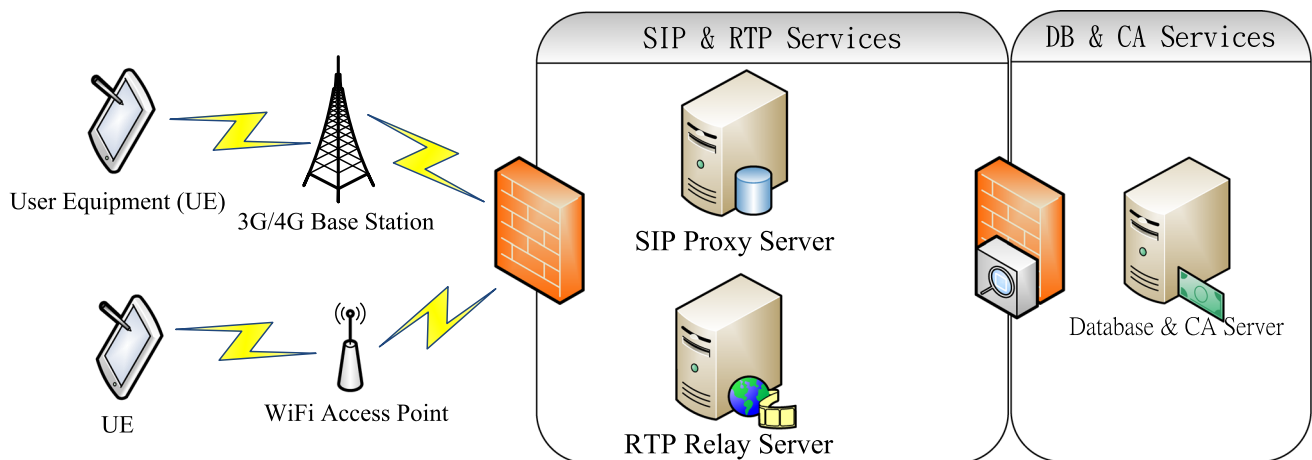 SIP & RTP Services
DB & CA Services
User Equipment (UE)
3G/4G Base Station
SIP Proxy Server
Database & CA Server
UE
WiFi Access Point
RTP Relay Server